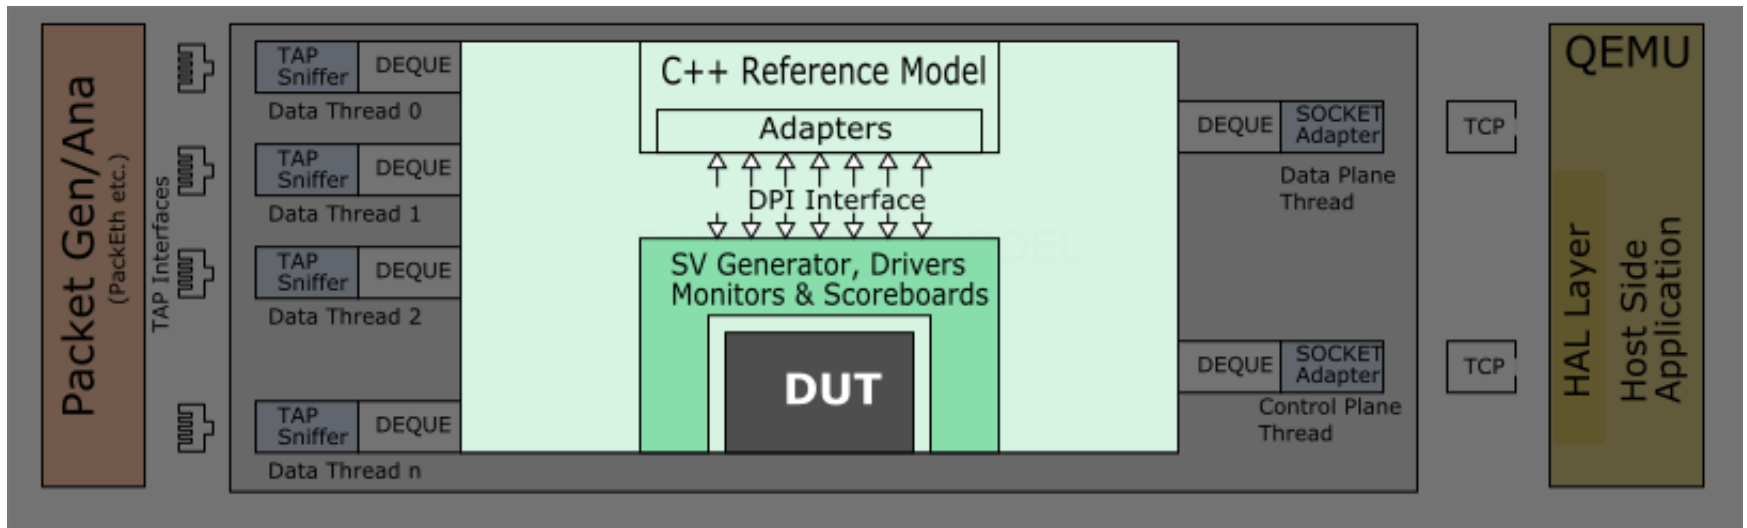 Packet Gen/Ana
(PackEth etc.)
TAP Interfaces
TAP
Sniffer
DEQUE
Data Thread 0
TAP
Sniffer
DEQUE
Data Thread 1
TAP
Sniffer
DEQUE
Data Thread 2
TAP
Sniffer
DEQUE
Data Thread n
C++ Reference Model
Adapters
DPI Interface
SV Generator, Drivers
Monitors & Scoreboards
DUT
DEQUE
SOCKET
Adapter
Data Plane
Thread
DEQUE
SOCKET
Adapter
Control Plane
Thread
TCP
TCP
QEMU
HAL Layer
Host Side
Application